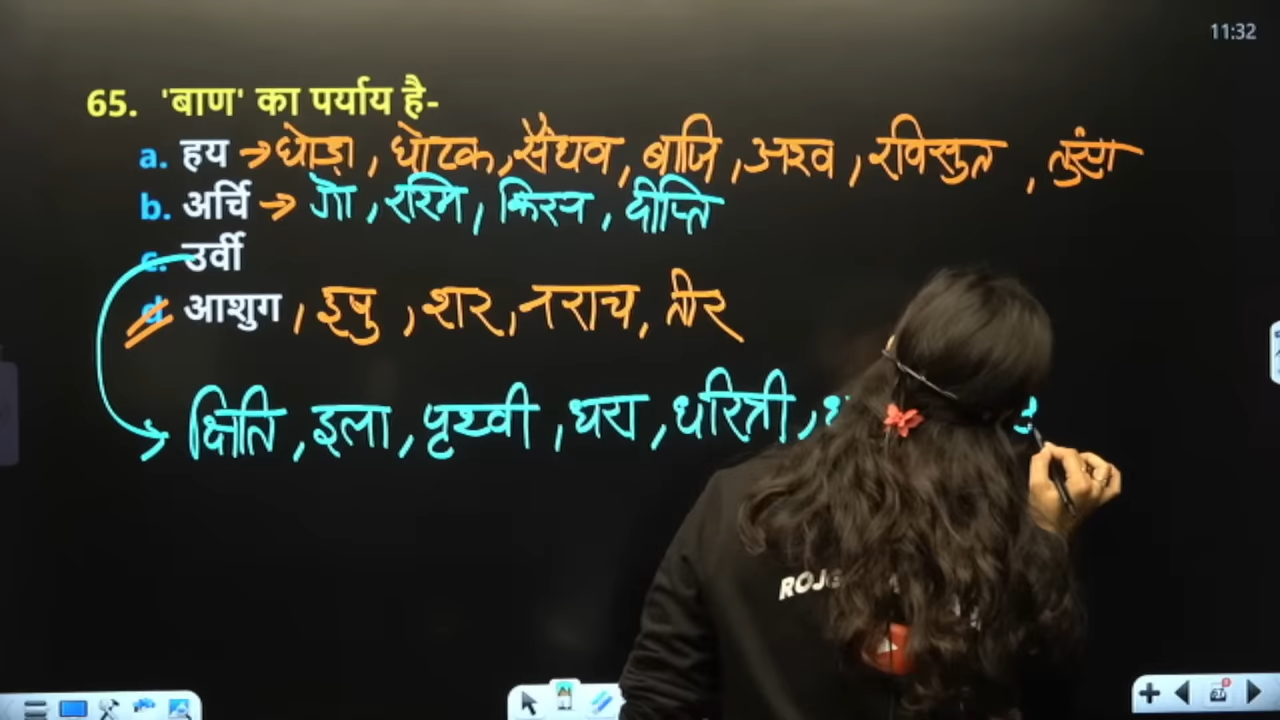 11:32
65. 'बाण' का पर्याय है-
a. हय → घोड़ा, घोटक, सैंधव, बाजि, अश्व, रविसुत, तुरंग
b. अर्चि → गो, रश्मि, किरन, दीप्ति
c. उर्वी
d आशुग, इषु, शर, नराच, तीर
क्षिति, इला, पृथ्वी, धरा, धरित्री,